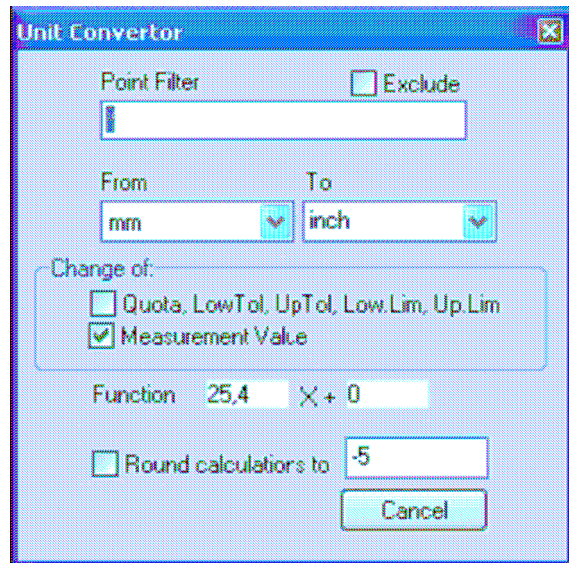 Unit Convertor
Point Filter
Exclude
From
To
mm
inch
Change of:
Quota, LowTol, UpTol, Low.Lim, Up.Lim
Measurement Value
Function 25,4 X + 0
Round calculations to -5
Cancel